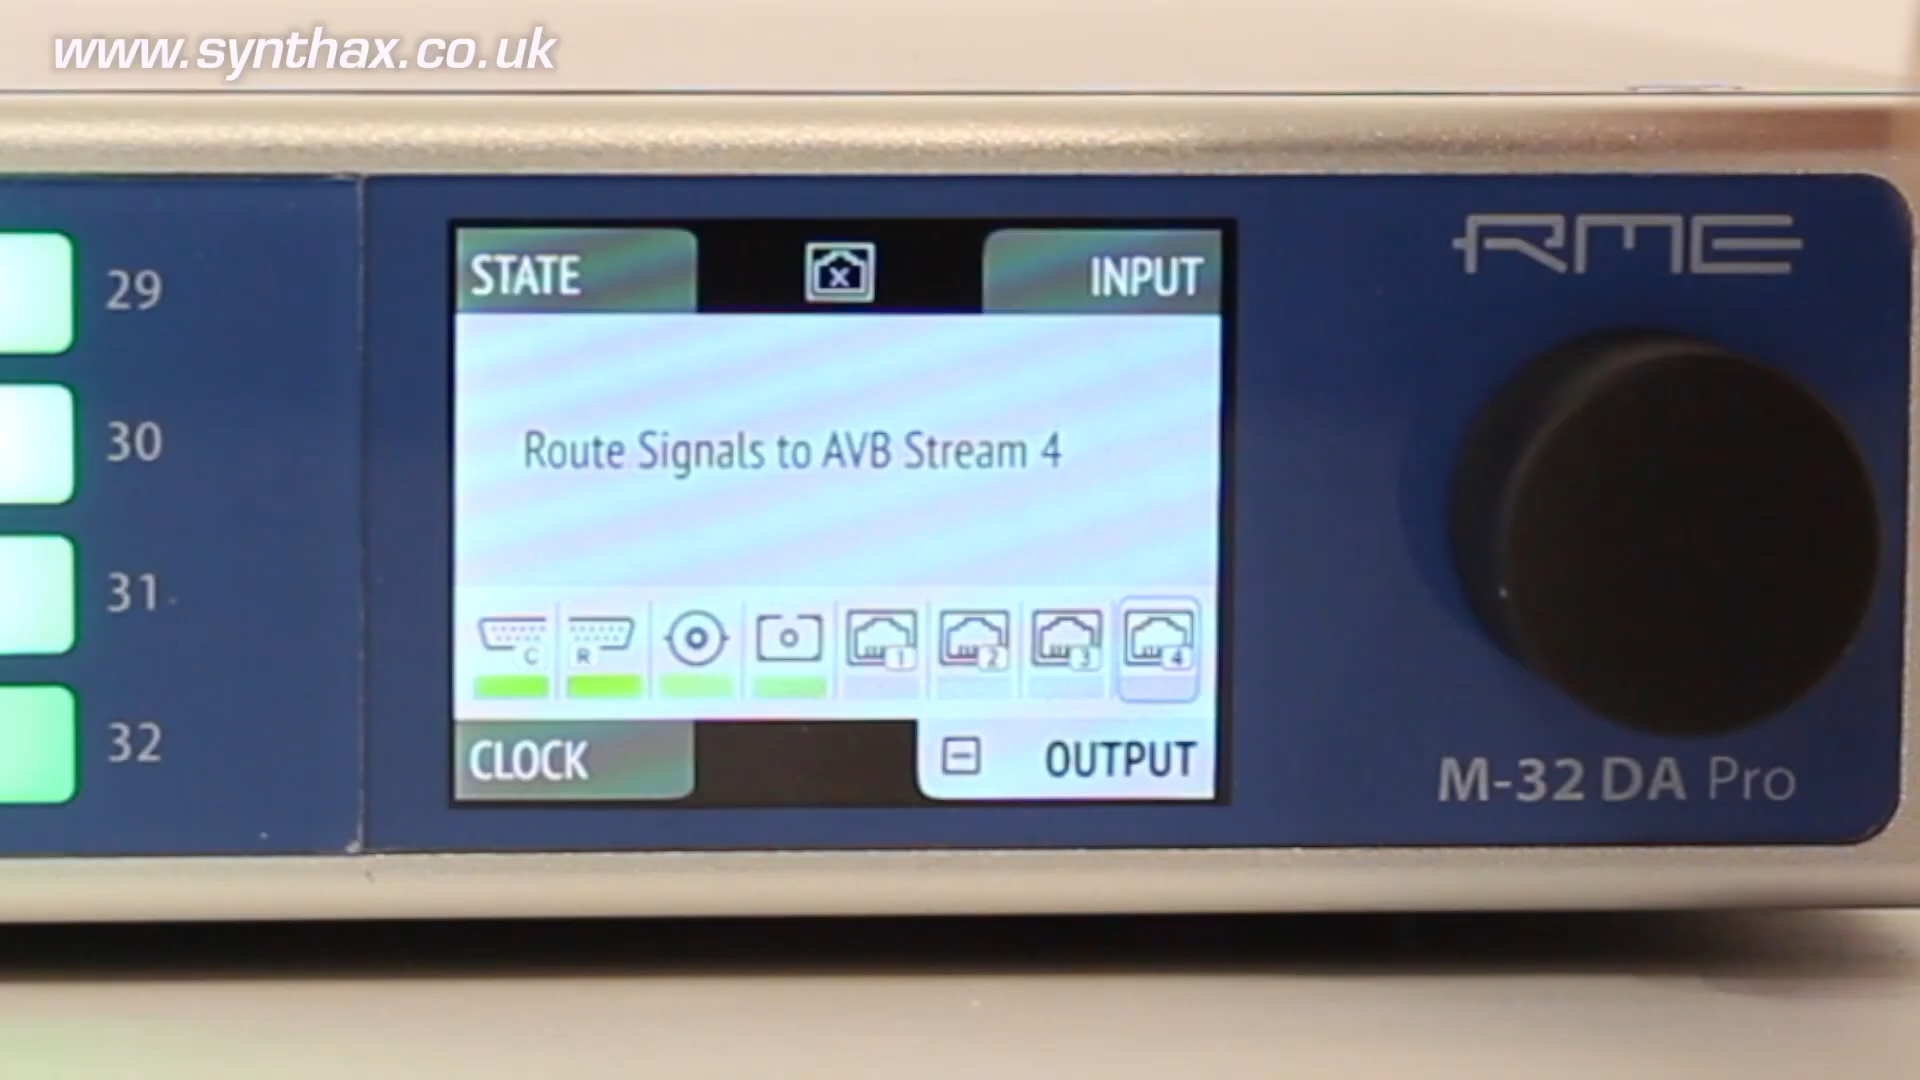 www.synthax.co.uk
RME
STATE
INPUT
29
30
31
32
Route Signals to AVB Stream 4
C
R
1
2
3
4
CLOCK
OUTPUT
M-32 DA Pro